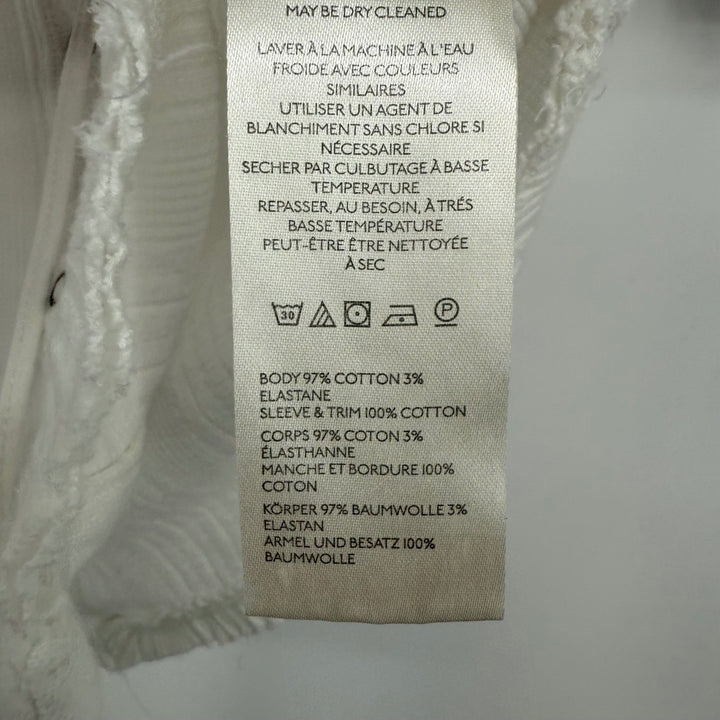 MAY BE DRY CLEANED
LAVER À LA MACHINE À L'EAU
FROIDE AVEC COULEURS
SIMILAIRES
UTILISER UN AGENT DE
BLANCHIMENT SANS CHLORE SI
NÉCESSAIRE
SECHER PAR CULBUTAGE À BASSE
TEMPERATURE
REPASSER, AU BESOIN, À TRÉS
BASSE TEMPÉRATURE
PEUT-ÊTRE ÊTRE NETTOYÉE
À SEC
30 P
BODY 97% COTTON 3%
ELASTANE
SLEEVE & TRIM 100% COTTON
CORPS 97% COTON 3%
ÉLASTHANNE
MANCHE ET BORDURE 100%
COTON
KÖRPER 97% BAUMWOLLE 3%
ELASTAN
ARMEL UND BESATZ 100%
BAUMWOLLE